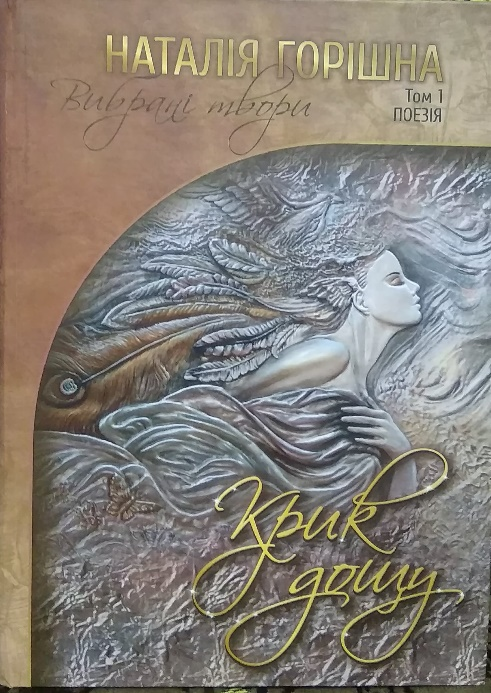 НАТАЛІЯ ГОРІШНА
Вибрані твори
Том 1
ПОЕЗІЯ
Крик
дощу